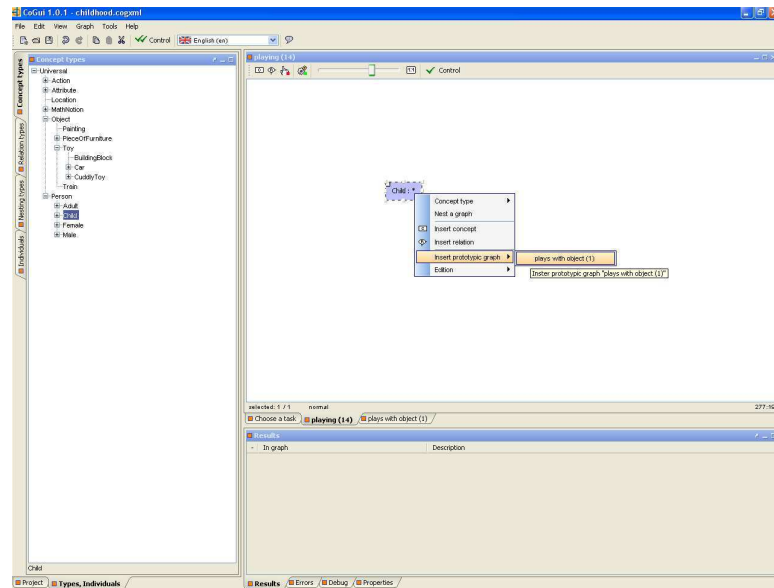 CoGui 1.0.1 - childhood.cogxml
File Edit View Graph Tools Help
Control English (en)
Concept types
Relation types
Nesting types
Individuals
Concept types
Universal
Action
Attribute
Location
MathNotion
Object
Painting
PieceOfFurniture
Toy
BuildingBlock
Car
CuddlyToy
Train
Person
Adult
Child
Female
Male
Child
Project Types, Individuals
playing (14)
1:1 Control
Child : *
Concept type
Nest a graph
Insert concept
Insert relation
Insert prototypic graph
Edition
plays with object (1)
Inster prototypic graph "plays with object (1)"
selected: 1 / 1 normal
Choose a task playing (14) plays with object (1)
Results
In graph Description
Results Errors Debug Properties